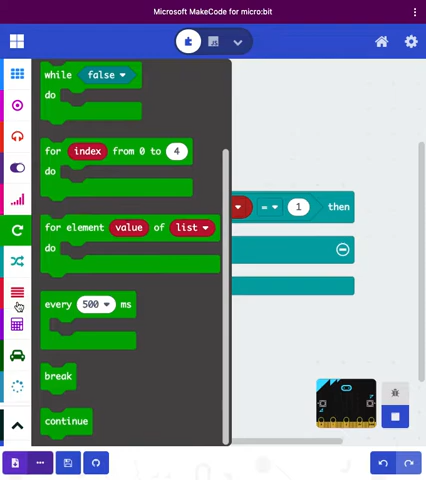 Microsoft MakeCode for micro:bit
while false
do
= 1 then
for index from 0 to 4
do
for element value of list
do
every 500 ms
break
continue